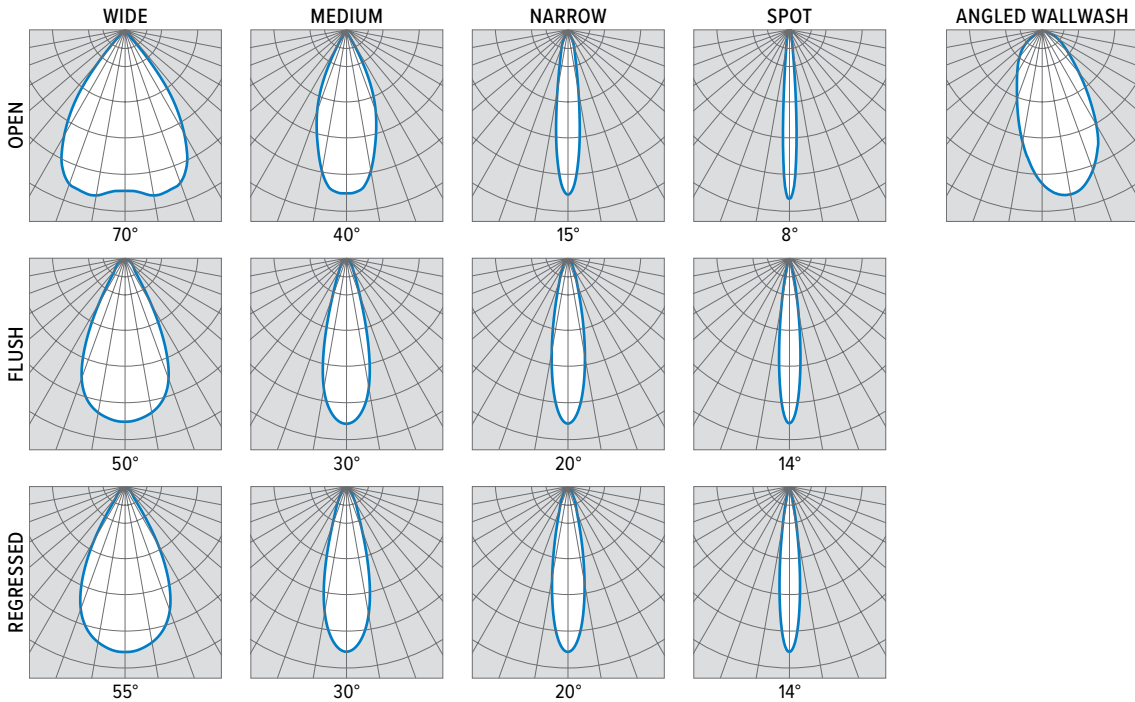 WIDE MEDIUM NARROW SPOT ANGLED WALLWASH
OPEN
70° 40° 15° 8°
FLUSH
50° 30° 20° 14°
REGRESSED
55° 30° 20° 14°